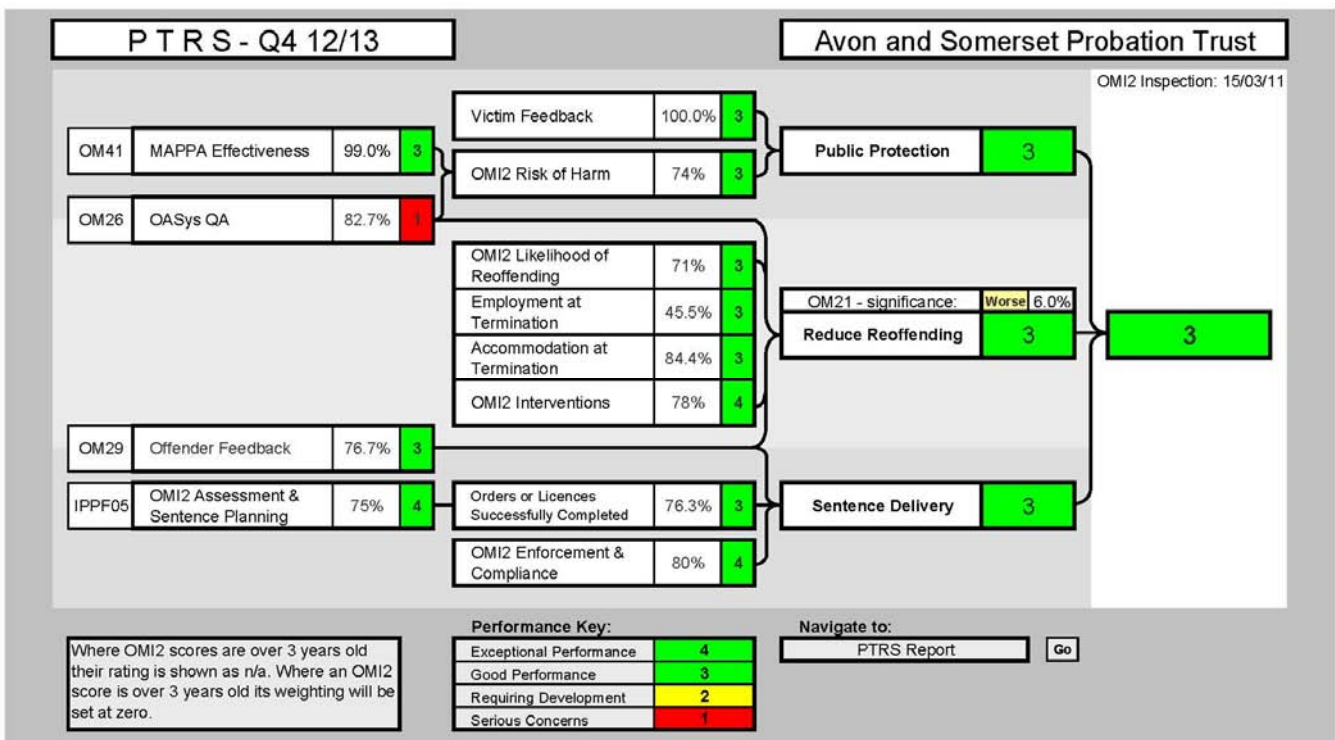 P T R S - Q4 12/13
Avon and Somerset Probation Trust
OMI2 Inspection: 15/03/11
Victim Feedback 100.0% 3
OM41 MAPPA Effectiveness 99.0% 3
OMI2 Risk of Harm 74% 3
Public Protection 3
OM26 OASys QA 82.7% 1
OMI2 Likelihood of
Reoffending 71% 3
Employment at
Termination 45.5% 3
Accommodation at
Termination 84.4% 3
OMI2 Interventions 78% 4
OM21 - significance: Worse 6.0%
Reduce Reoffending 3
3
OM29 Offender Feedback 76.7% 3
IPPF05 OMI2 Assessment &
Sentence Planning 75% 4
Orders or Licences
Successfully Completed 76.3% 3
OMI2 Enforcement &
Compliance 80% 4
Sentence Delivery 3
Where OMI2 scores are over 3 years old
their rating is shown as n/a. Where an OMI2
score is over 3 years old its weighting will be
set at zero.
Performance Key:
Exceptional Performance 4
Good Performance 3
Requiring Development 2
Serious Concerns 1
Navigate to:
PTRS Report Go